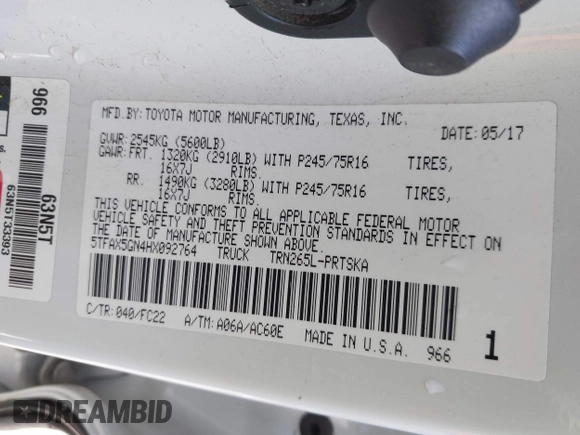 MFD.BY: TOYOTA MOTOR MANUFACTURING, TEXAS, INC.
DATE: 05/17
GVWR: 2545KG (5600LB)
GAWR: FRT. 1320KG (2910LB) WITH P245/75R16 TIRES,
16X7J RIMS.
RR. 1490KG (3280LB) WITH P245/75R16 TIRES,
16X7J RIMS.
THIS VEHICLE CONFORMS TO ALL APPLICABLE FEDERAL MOTOR
VEHICLE SAFETY AND THEFT PREVENTION STANDARDS IN EFFECT ON
THE DATE OF MANUFACTURE SHOWN ABOVE.
5TFAX5GN4HX092764 TRUCK TRN265L-PRTSKA
C/TR: 040/FC22 A/TM: A06A/AC60E MADE IN U.S.A. 966 1
966
63N5T
63N5T33393
DREAMBID